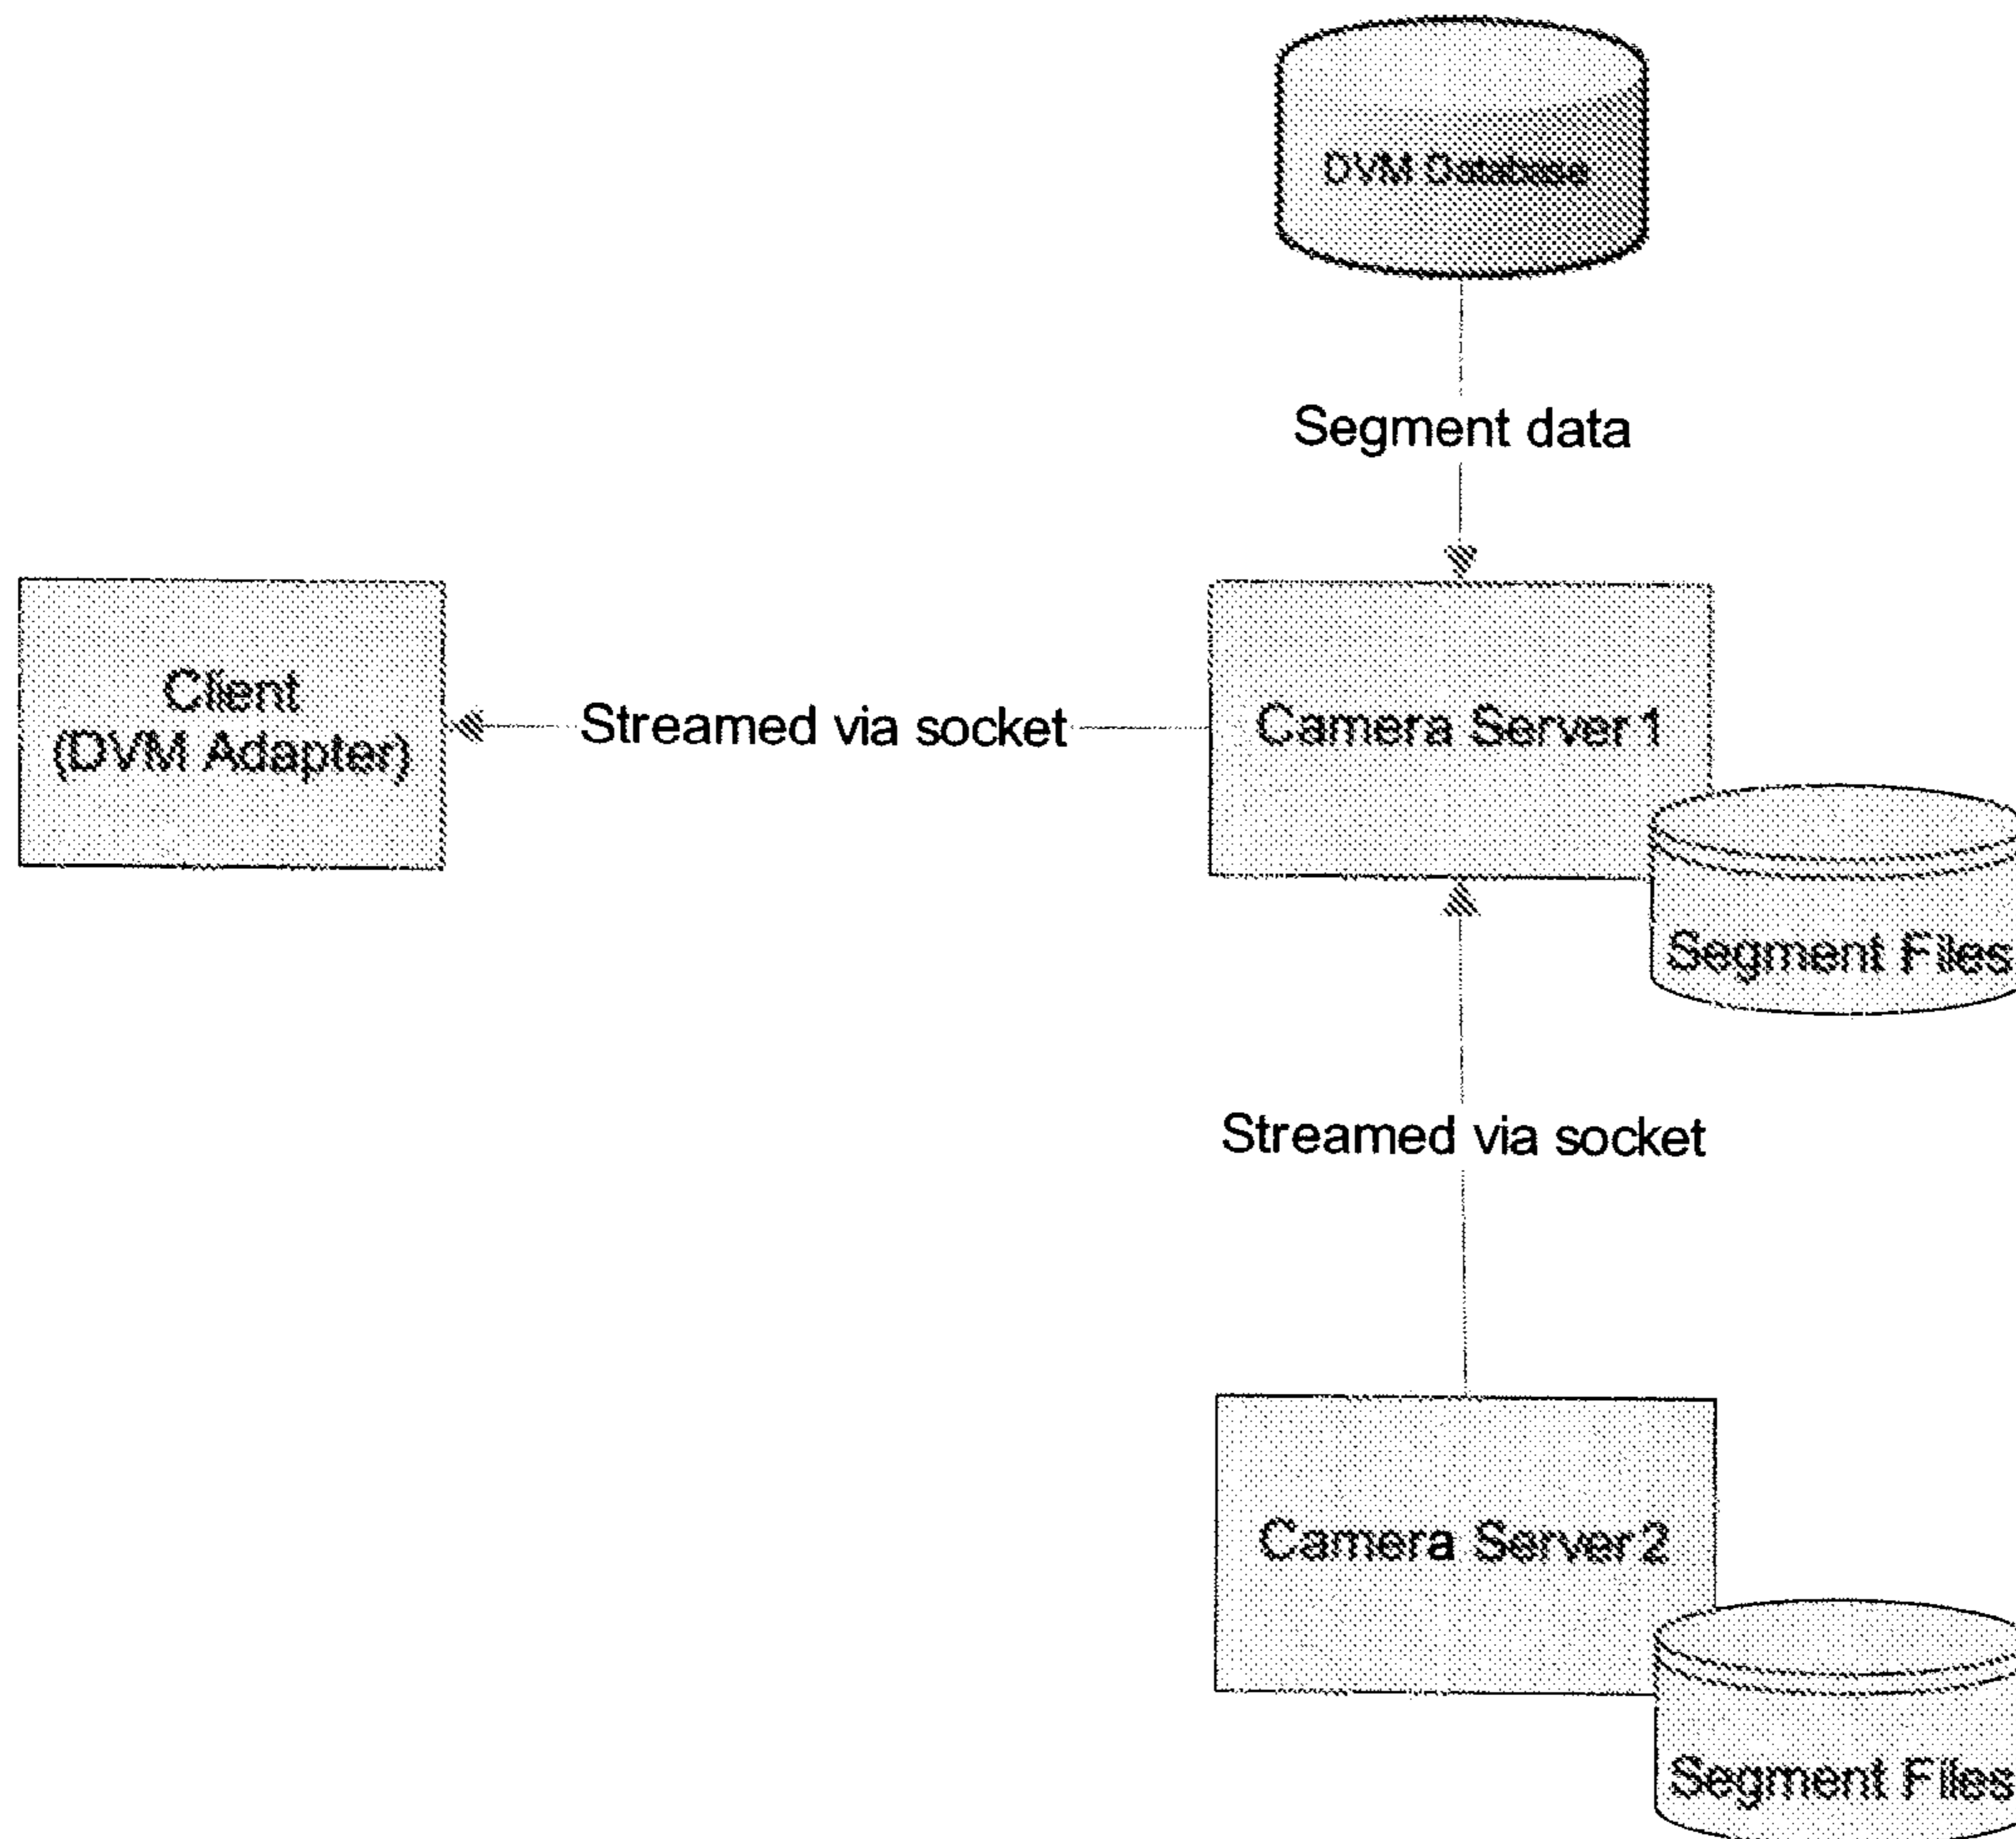 DVM Database
Segment data
Client
(DVM Adapter)
Streamed via socket
Camera Server 1
Segment Files
Streamed via socket
Camera Server 2
Segment Files